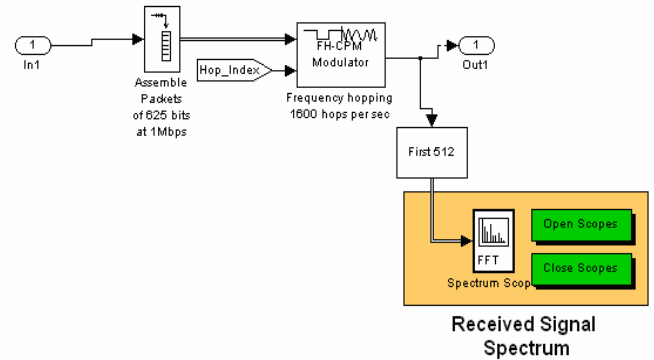 1
In1
Assemble
Packets
of 625 bits
at 1Mbps
Hop_Index
FH-CPM
Modulator
Frequency hopping
1600 hops per sec
1
Out1
First 512
FFT
Spectrum Scop
Open Scopes
Close Scopes
Received Signal
Spectrum